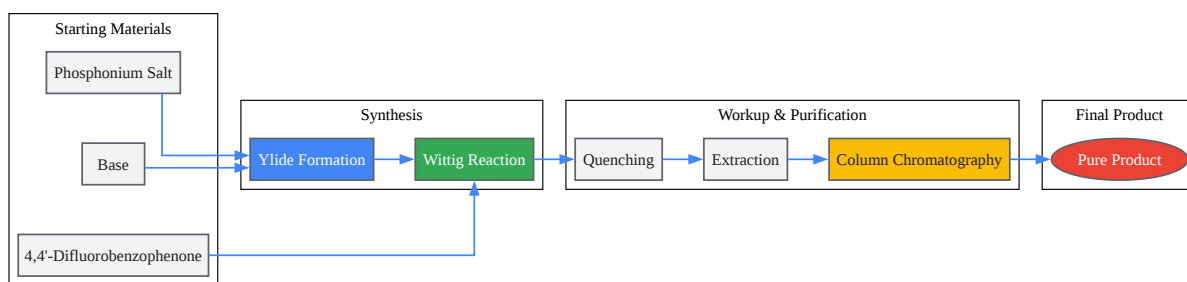 Starting Materials
Phosphonium Salt
Base
4,4'-Difluorobenzophenone
Synthesis
Ylide Formation
Wittig Reaction
Workup & Purification
Quenching
Extraction
Column Chromatography
Final Product
Pure Product